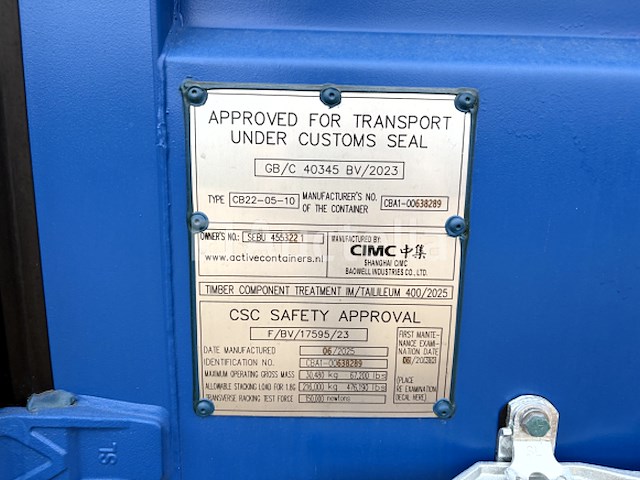 APPROVED FOR TRANSPORT
UNDER CUSTOMS SEAL
GB/C 40345 BV/2023
TYPE CB22-05-10 MANUFACTURER'S NO. OF THE CONTAINER CBA1-00638289
OWNER'S NO.: SEBU 455322 1
www.activecontainers.nl
MANUFACTURED BY
CIMC 中集
SHANGHAI CIMC
BAOWELL INDUSTRIES CO., LTD.
TIMBER COMPONENT TREATMENT IM/TAILILEUM 400/2025
CSC SAFETY APPROVAL
F/BV/17595/23
DATE MANUFACTURED 06/2025
IDENTIFICATION NO. CBA1-00638289
MAXIMUM OPERATING GROSS MASS 30,480 kg 67,200 lbs
ALLOWABLE STACKING LOAD FOR 1.8G 216,000 kg 476,190 lbs
TRANSVERSE RACKING TEST FORCE 150,000 newtons
FIRST MAINTE-
NANCE EXAMI-
NATION DATE
(PLACE
RE-EXAMINATION
DECAL HERE.)
SL